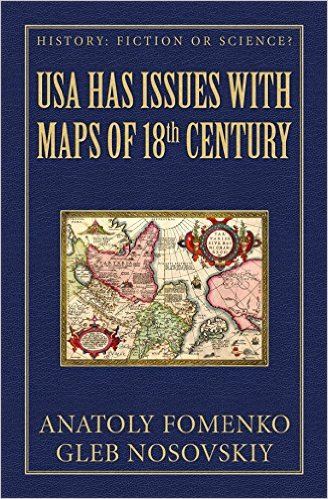 HISTORY: FICTION OR SCIENCE?
USA HAS ISSUES WITH
MAPS OF 18th CENTURY
ANATOLY FOMENKO
GLEB NOSOVSKIY